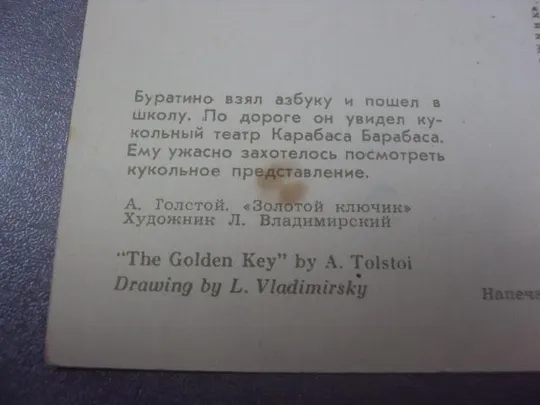 Буратино взял азбуку и пошел в
школу. По дороге он увидел ку-
кольный театр Карабаса Барабаса.
Ему ужасно захотелось посмотреть
кукольное представление.
А. Толстой. «Золотой ключик»
Художник Л. Владимирский
"The Golden Key" by A. Tolstoi
Drawing by L. Vladimirsky
Напеча